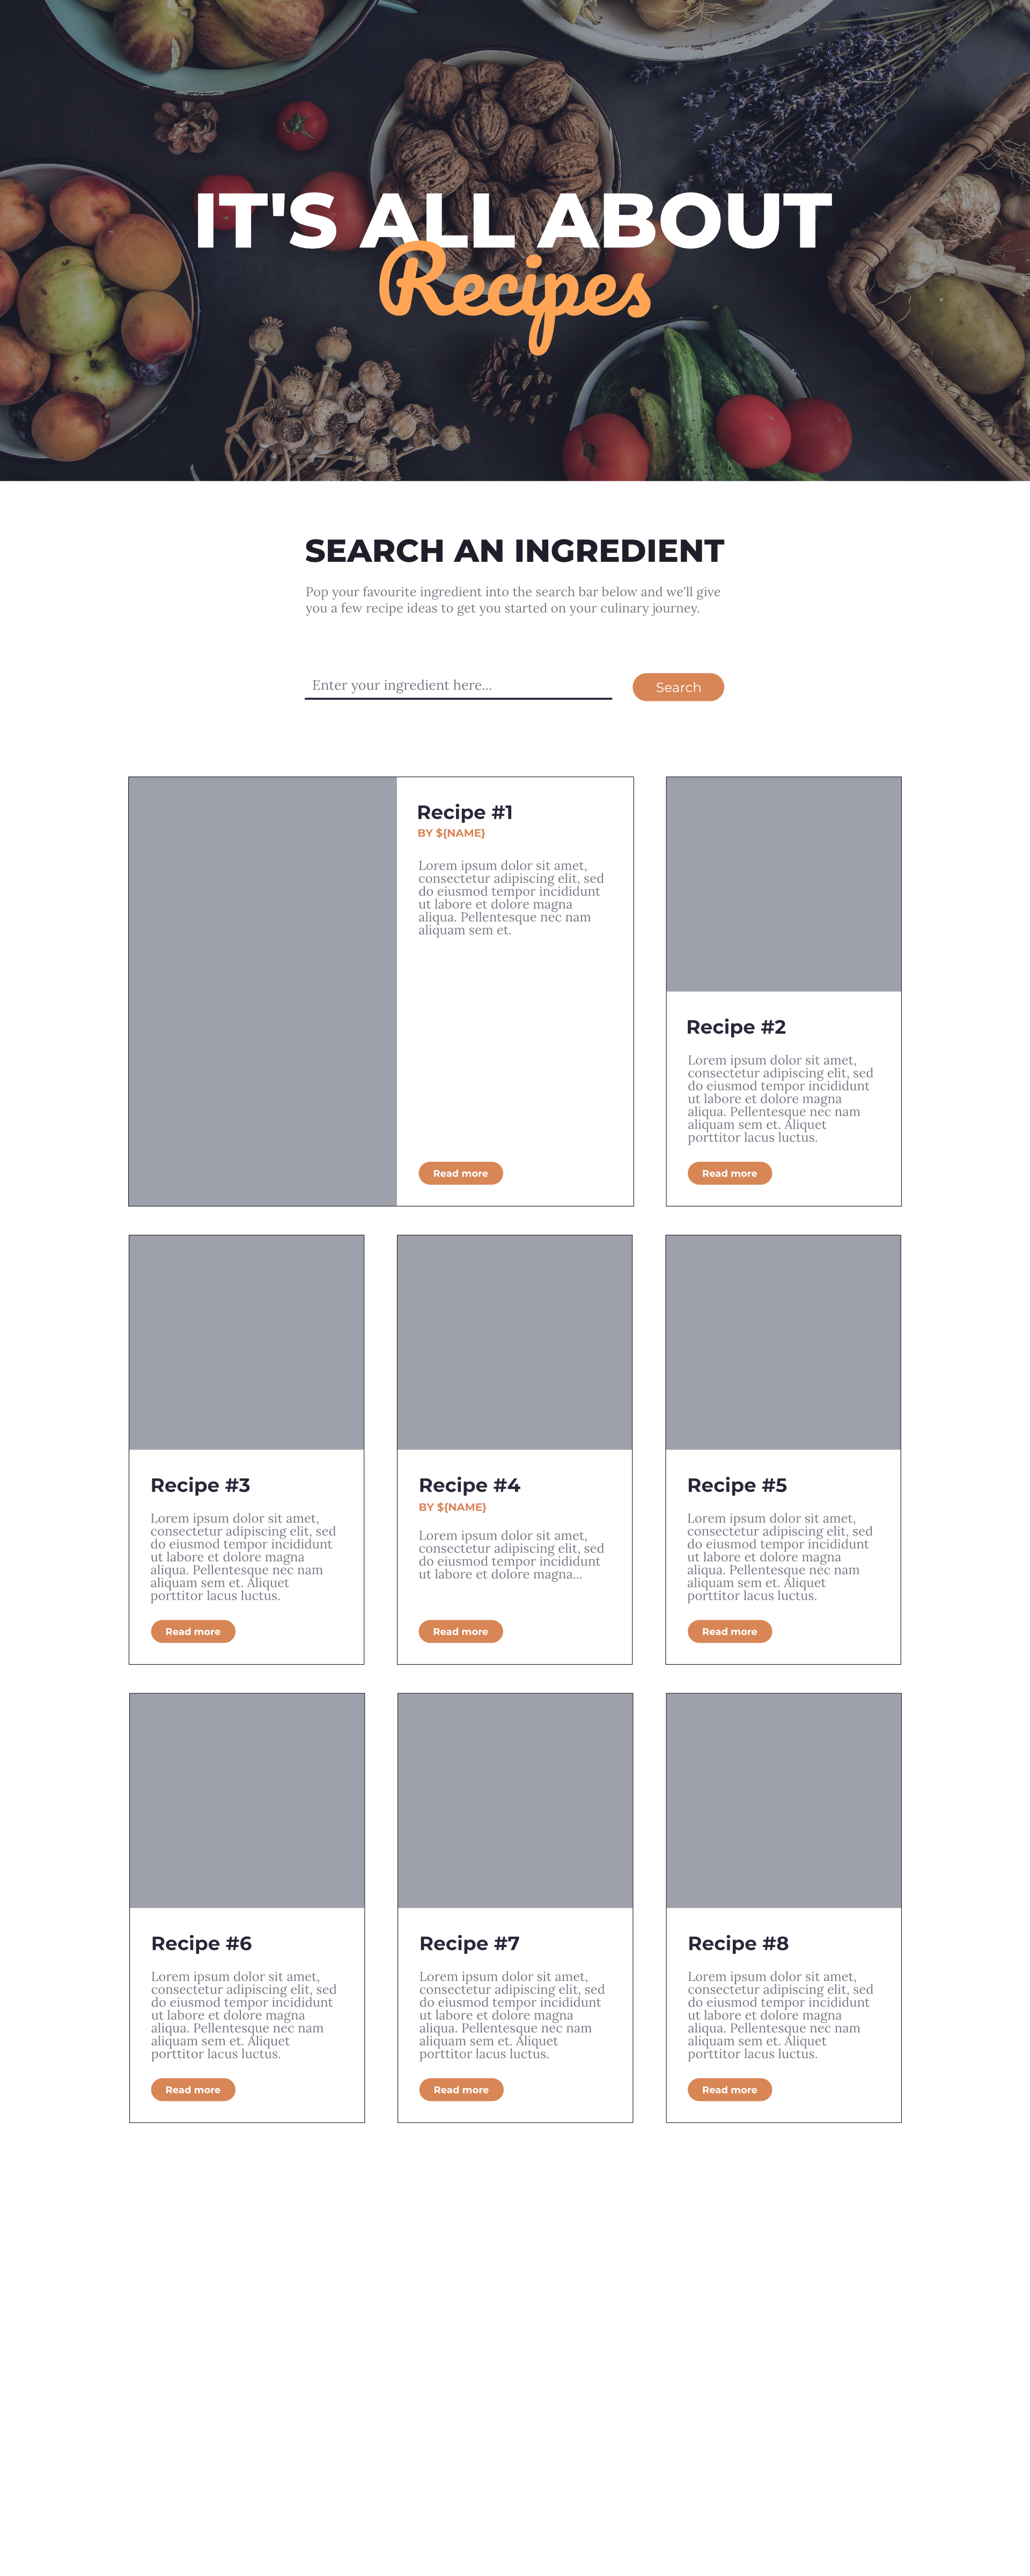 IT'S ALL ABOUT
Recipes
SEARCH AN INGREDIENT
Pop your favourite ingredient into the search bar below and we'll give
you a few recipe ideas to get you started on your culinary journey.
Enter your ingredient here...
Search
Recipe #1
BY ${NAME}
Lorem ipsum dolor sit amet,
consectetur adipiscing elit, sed
do eiusmod tempor incididunt
ut labore et dolore magna
aliqua. Pellentesque nec nam
aliquam sem et.
Read more
Recipe #2
Lorem ipsum dolor sit amet,
consectetur adipiscing elit, sed
do eiusmod tempor incididunt
ut labore et dolore magna
aliqua. Pellentesque nec nam
aliquam sem et. Aliquet
porttitor lacus luctus.
Read more
Recipe #3
Lorem ipsum dolor sit amet,
consectetur adipiscing elit, sed
do eiusmod tempor incididunt
ut labore et dolore magna
aliqua. Pellentesque nec nam
aliquam sem et. Aliquet
porttitor lacus luctus.
Read more
Recipe #4
BY ${NAME}
Lorem ipsum dolor sit amet,
consectetur adipiscing elit, sed
do eiusmod tempor incididunt
ut labore et dolore magna...
Read more
Recipe #5
Lorem ipsum dolor sit amet,
consectetur adipiscing elit, sed
do eiusmod tempor incididunt
ut labore et dolore magna
aliqua. Pellentesque nec nam
aliquam sem et. Aliquet
porttitor lacus luctus.
Read more
Recipe #6
Lorem ipsum dolor sit amet,
consectetur adipiscing elit, sed
do eiusmod tempor incididunt
ut labore et dolore magna
aliqua. Pellentesque nec nam
aliquam sem et. Aliquet
porttitor lacus luctus.
Read more
Recipe #7
Lorem ipsum dolor sit amet,
consectetur adipiscing elit, sed
do eiusmod tempor incididunt
ut labore et dolore magna
aliqua. Pellentesque nec nam
aliquam sem et. Aliquet
porttitor lacus luctus.
Read more
Recipe #8
Lorem ipsum dolor sit amet,
consectetur adipiscing elit, sed
do eiusmod tempor incididunt
ut labore et dolore magna
aliqua. Pellentesque nec nam
aliquam sem et. Aliquet
porttitor lacus luctus.
Read more